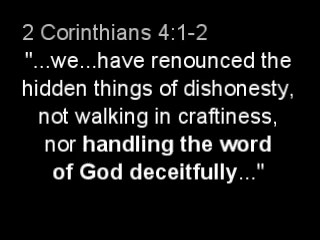 2 Corinthians 4:1-2
"...we...have renounced the
hidden things of dishonesty,
not walking in craftiness,
nor handling the word
of God deceitfully..."